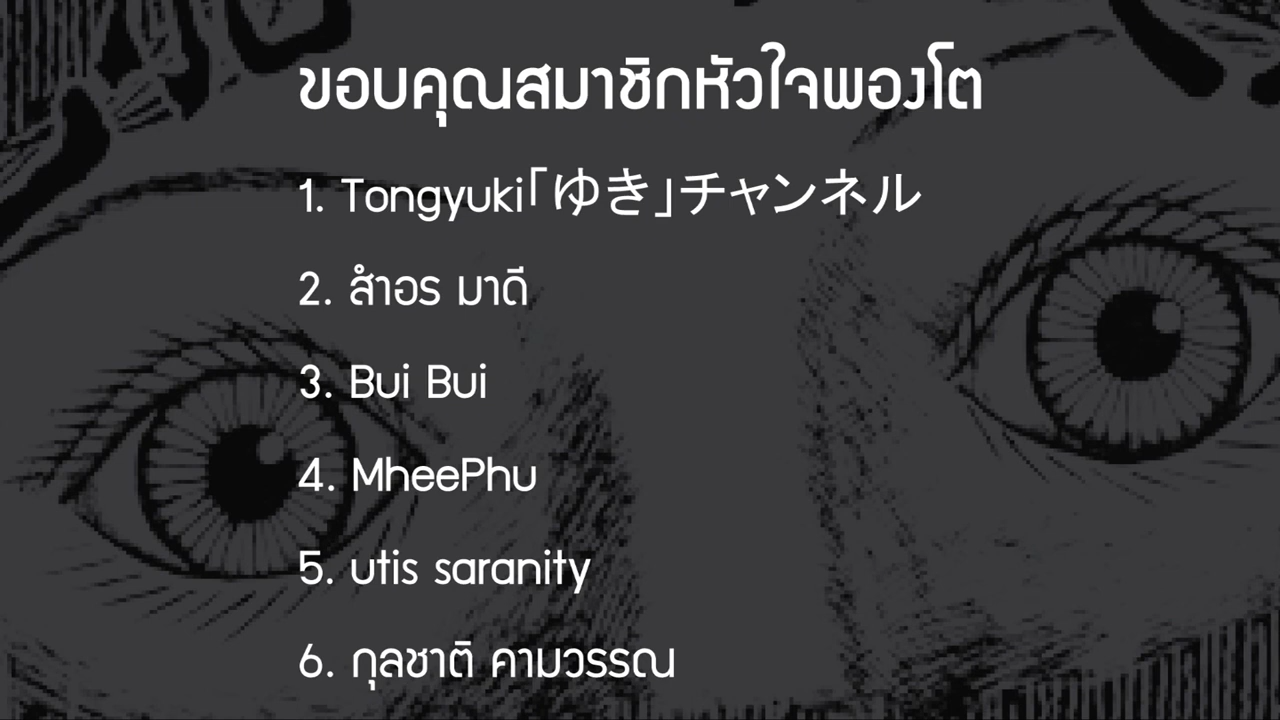 ขอบคุณสมาชิกหัวใจพองโต
1. Tongyuki「ゆき」チャンネル
2. สำอร มาดี
3. Bui Bui
4. MheePhu
5. utis saranity
6. กุลชาติ คามวรรณ